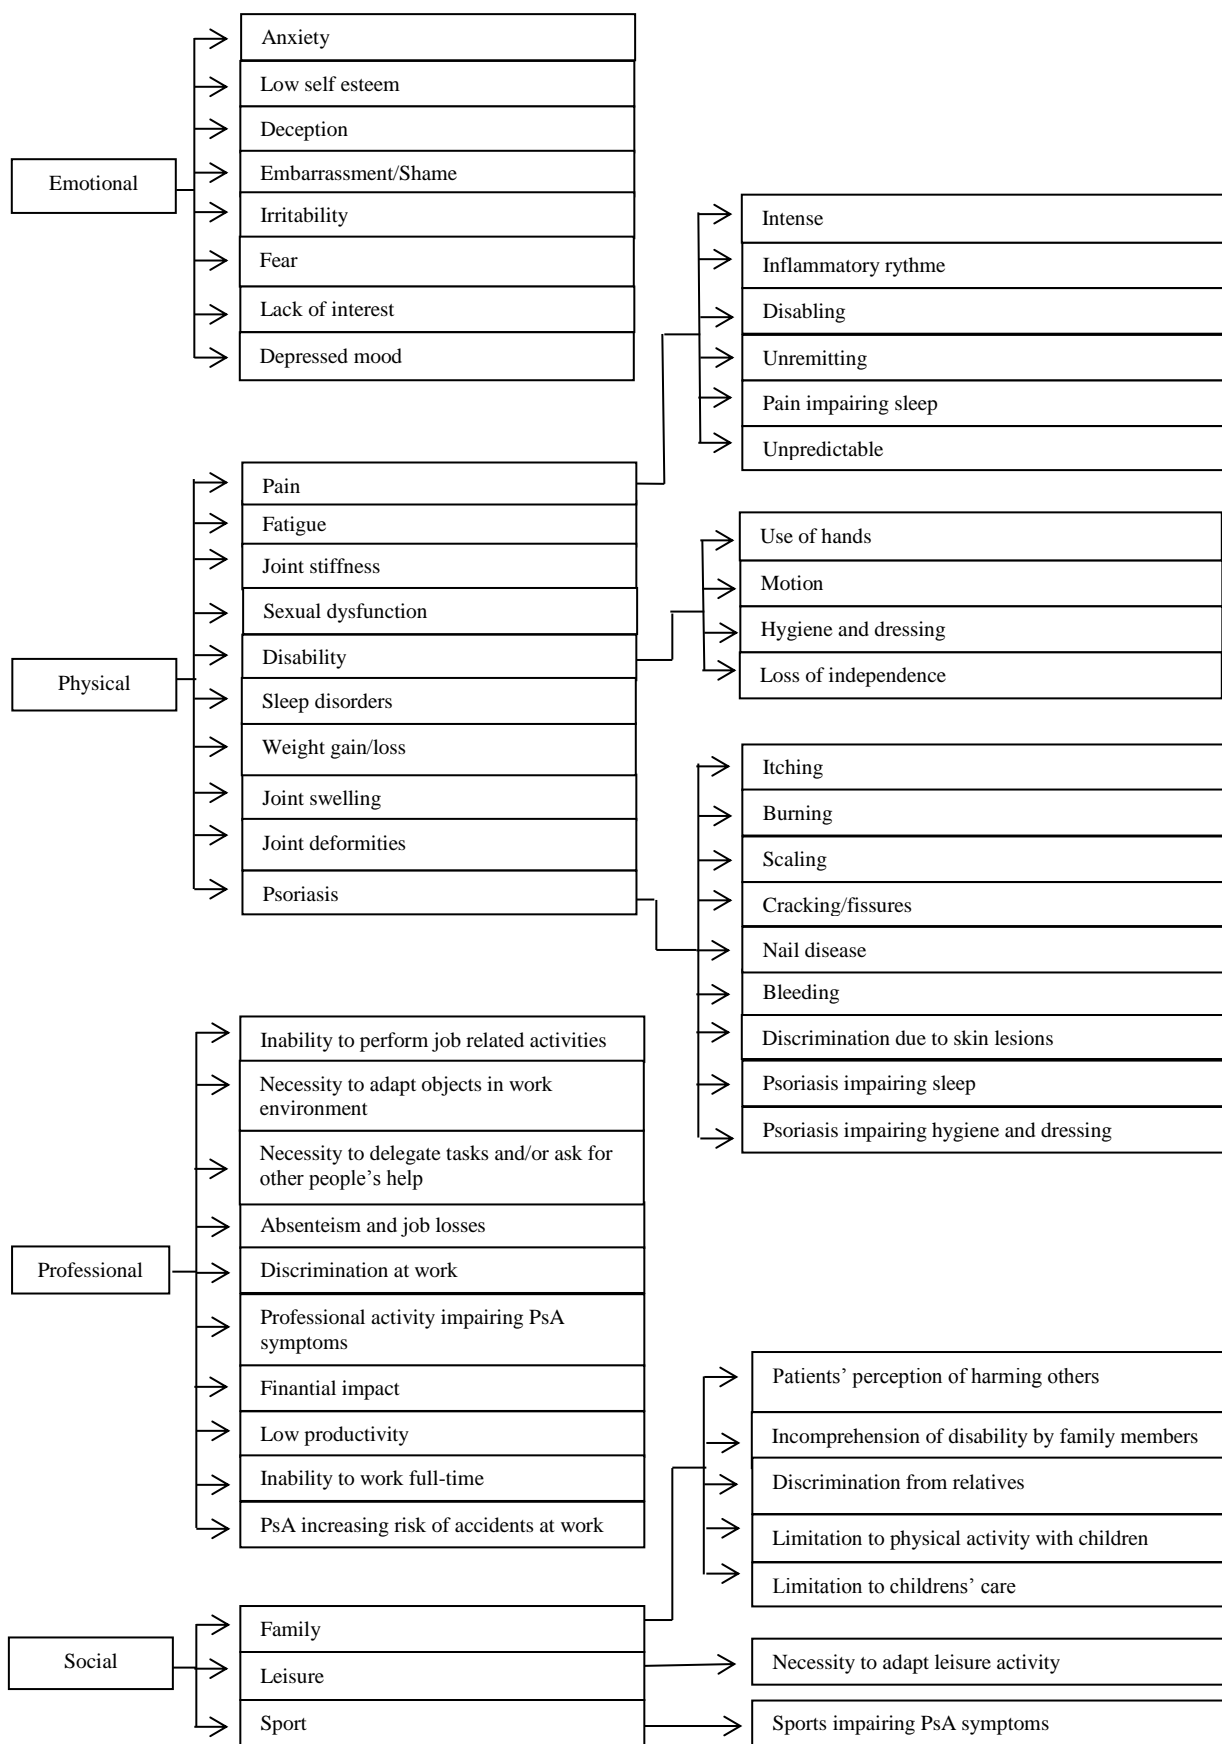 Emotional
Anxiety
Low self esteem
Deception
Embarrassment/Shame
Irritability
Fear
Lack of interest
Depressed mood
Physical
Pain
Fatigue
Joint stiffness
Sexual dysfunction
Disability
Sleep disorders
Weight gain/loss
Joint swelling
Joint deformities
Psoriasis
Intense
Inflammatory rythme
Disabling
Unremitting
Pain impairing sleep
Unpredictable
Use of hands
Motion
Hygiene and dressing
Loss of independence
Itching
Burning
Scaling
Cracking/fissures
Nail disease
Bleeding
Discrimination due to skin lesions
Psoriasis impairing sleep
Psoriasis impairing hygiene and dressing
Professional
Inability to perform job related activities
Necessity to adapt objects in work
environment
Necessity to delegate tasks and/or ask for
other people’s help
Absenteism and job losses
Discrimination at work
Professional activity impairing PsA
symptoms
Finantial impact
Low productivity
Inability to work full-time
PsA increasing risk of accidents at work
Social
Family
Leisure
Sport
Patients’ perception of harming others
Incomprehension of disability by family members
Discrimination from relatives
Limitation to physical activity with children
Limitation to childrens’ care
Necessity to adapt leisure activity
Sports impairing PsA symptoms